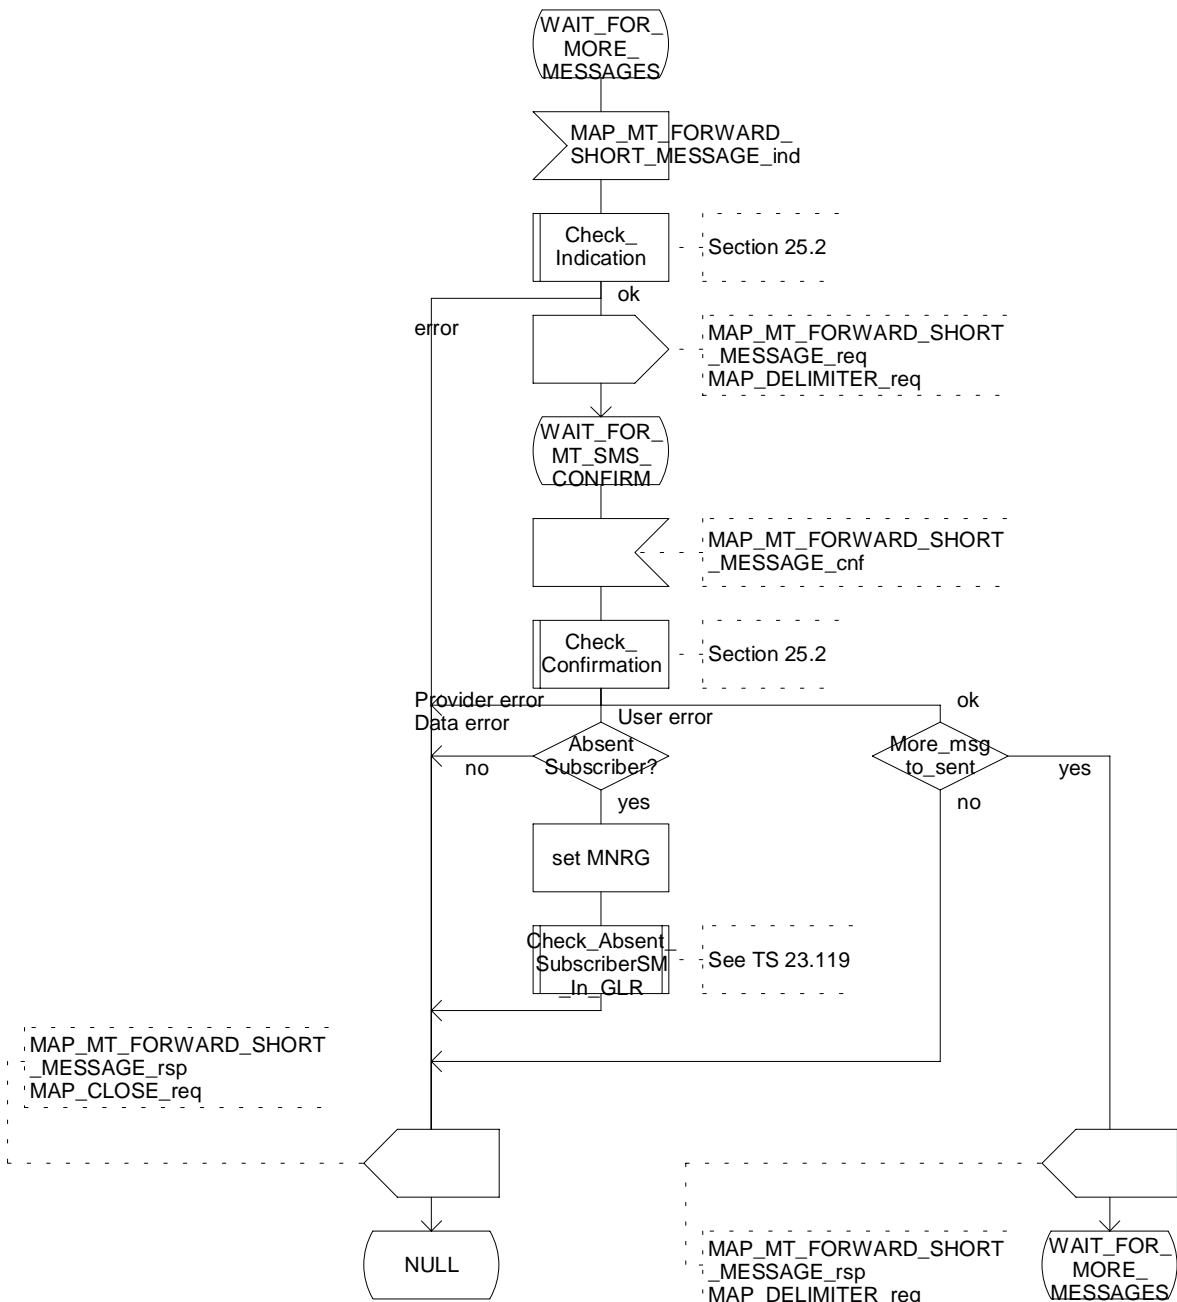 WAIT_FOR_
MORE_
MESSAGES
MAP_MT_FORWARD_
SHORT_MESSAGE_ind
Check_
Indication
Section 25.2
ok
error
MAP_MT_FORWARD_SHORT
_MESSAGE_req
MAP_DELIMITER_req
WAIT_FOR_
MT_SMS_
CONFIRM
MAP_MT_FORWARD_SHORT
_MESSAGE_cnf
Check_
Confirmation
Section 25.2
Provider error
Data error
User error
ok
Absent
Subscriber?
no
yes
More_msg
to_sent
yes
no
set MNRG
Check_Absent_
SubscriberSM
_In_GLR
See TS 23.119
MAP_MT_FORWARD_SHORT
_MESSAGE_rsp
MAP_CLOSE_req
NULL
MAP_MT_FORWARD_SHORT
_MESSAGE_rsp
MAP_DELIMITER_req
WAIT_FOR_
MORE_
MESSAGES